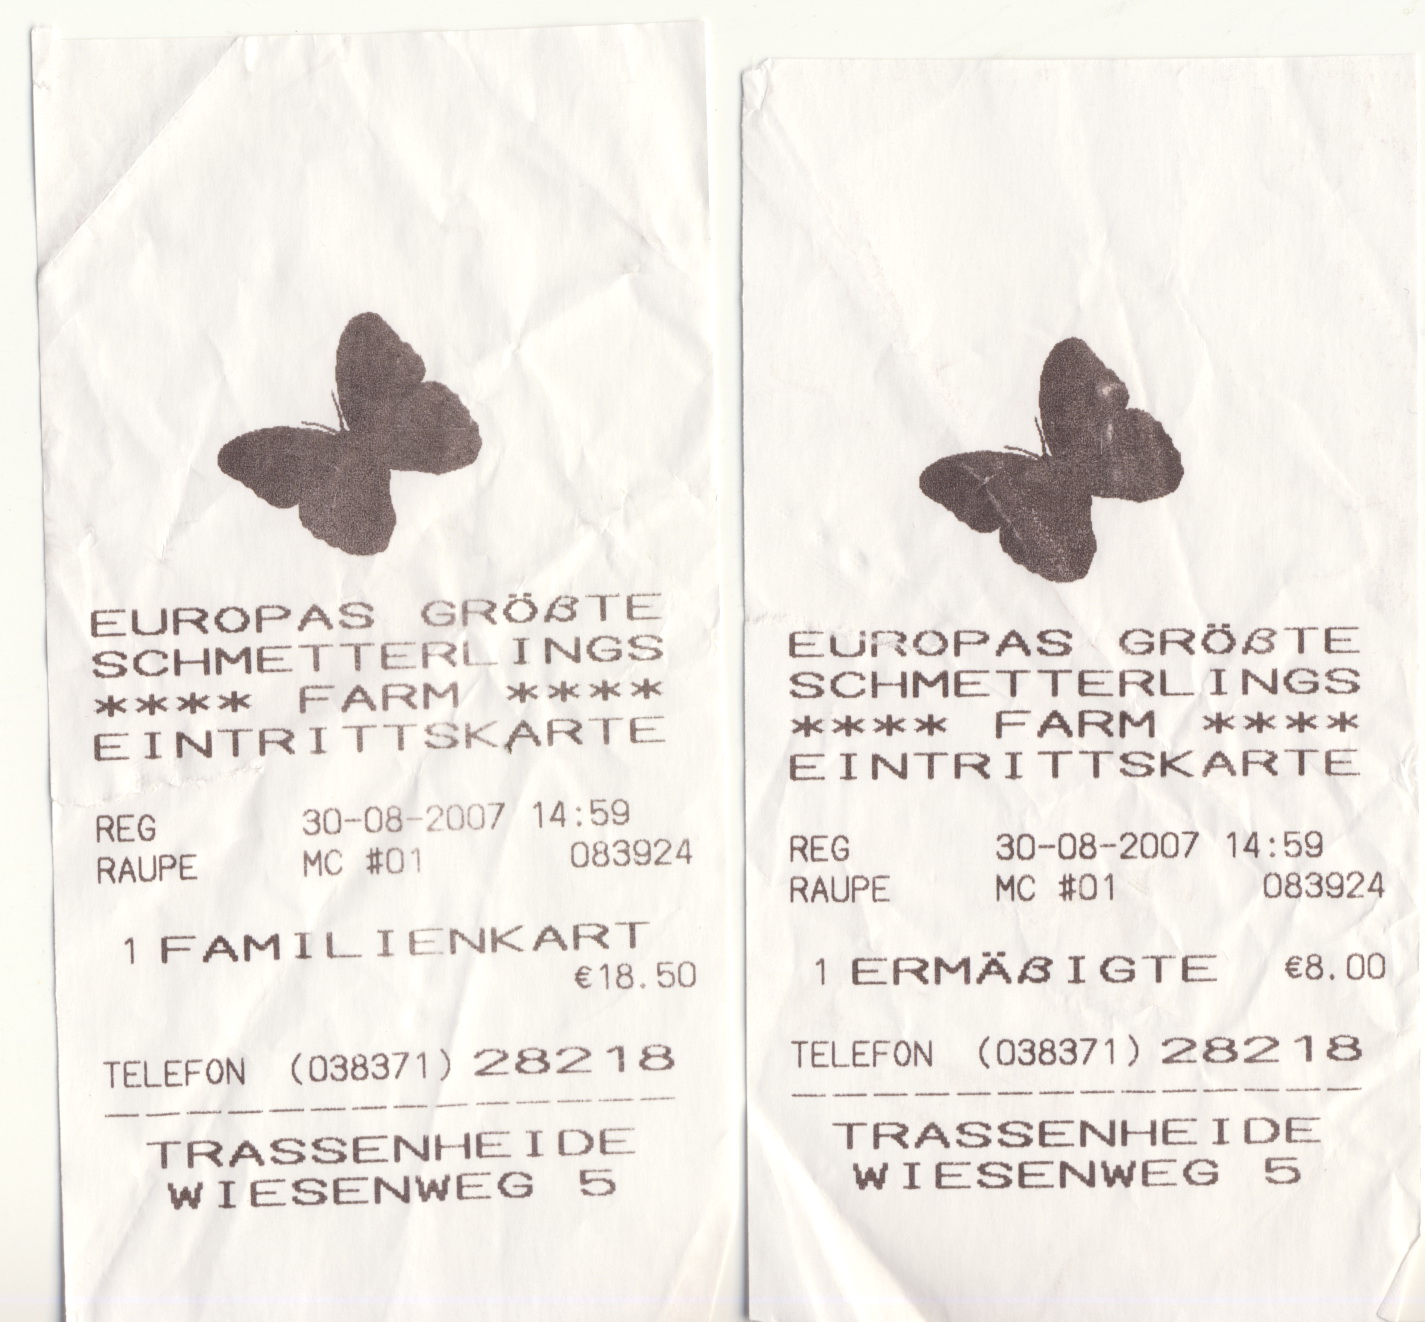 EUROPAS GRÖßTE
SCHMETTERLINGS
**** FARM ****
EINTRITTSKARTE
REG 30-08-2007 14:59
RAUPE MC #01 083924
1 FAMILIENKART
€18.50
TELEFON (038371) 28218
--------------
TRASSENHEIDE
WIESENWEG 5
EUROPAS GRÖßTE
SCHMETTERLINGS
**** FARM ****
EINTRITTSKARTE
REG 30-08-2007 14:59
RAUPE MC #01 083924
1 ERMÄßIGTE €8.00
TELEFON (038371) 28218
--------------
TRASSENHEIDE
WIESENWEG 5